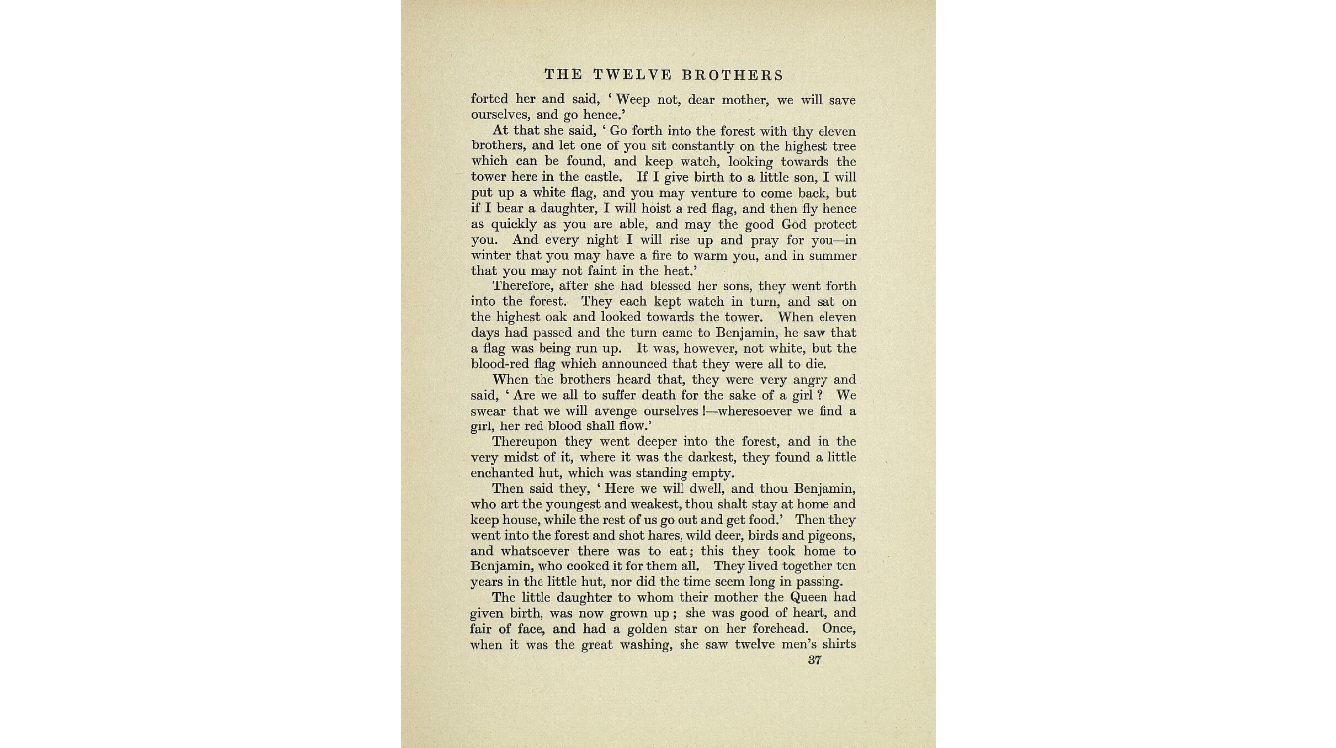 THE TWELVE BROTHERS
forted her and said, ‘ Weep not, dear mother, we will save
ourselves, and go hence.’
At that she said, ‘ Go forth into the forest with thy eleven
brothers, and let one of you sit constantly on the highest tree
which can be found, and keep watch, looking towards the
tower here in the castle. If I give birth to a little son, I will
put up a white flag, and you may venture to come back, but
if I bear a daughter, I will hoist a red flag, and then fly hence
as quickly as you are able, and may the good God protect
you. And every night I will rise up and pray for you—in
winter that you may have a fire to warm you, and in summer
that you may not faint in the heat.’
Therefore, after she had blessed her sons, they went forth
into the forest. They each kept watch in turn, and sat on
the highest oak and looked towards the tower. When eleven
days had passed and the turn came to Benjamin, he saw that
a flag was being run up. It was, however, not white, but the
blood-red flag which announced that they were all to die.
When the brothers heard that, they were very angry and
said, ‘ Are we all to suffer death for the sake of a girl ? We
swear that we will avenge ourselves !—wheresoever we find a
girl, her red blood shall flow.’
Thereupon they went deeper into the forest, and in the
very midst of it, where it was the darkest, they found a little
enchanted hut, which was standing empty.
Then said they, ‘ Here we will dwell, and thou Benjamin,
who art the youngest and weakest, thou shalt stay at home and
keep house, while the rest of us go out and get food.’ Then they
went into the forest and shot hares, wild deer, birds and pigeons,
and whatsoever there was to eat ; this they took home to
Benjamin, who cooked it for them all. They lived together ten
years in the little hut, nor did the time seem long in passing.
The little daughter to whom their mother the Queen had
given birth, was now grown up ; she was good of heart, and
fair of face, and had a golden star on her forehead. Once,
when it was the great washing, she saw twelve men’s shirts
37